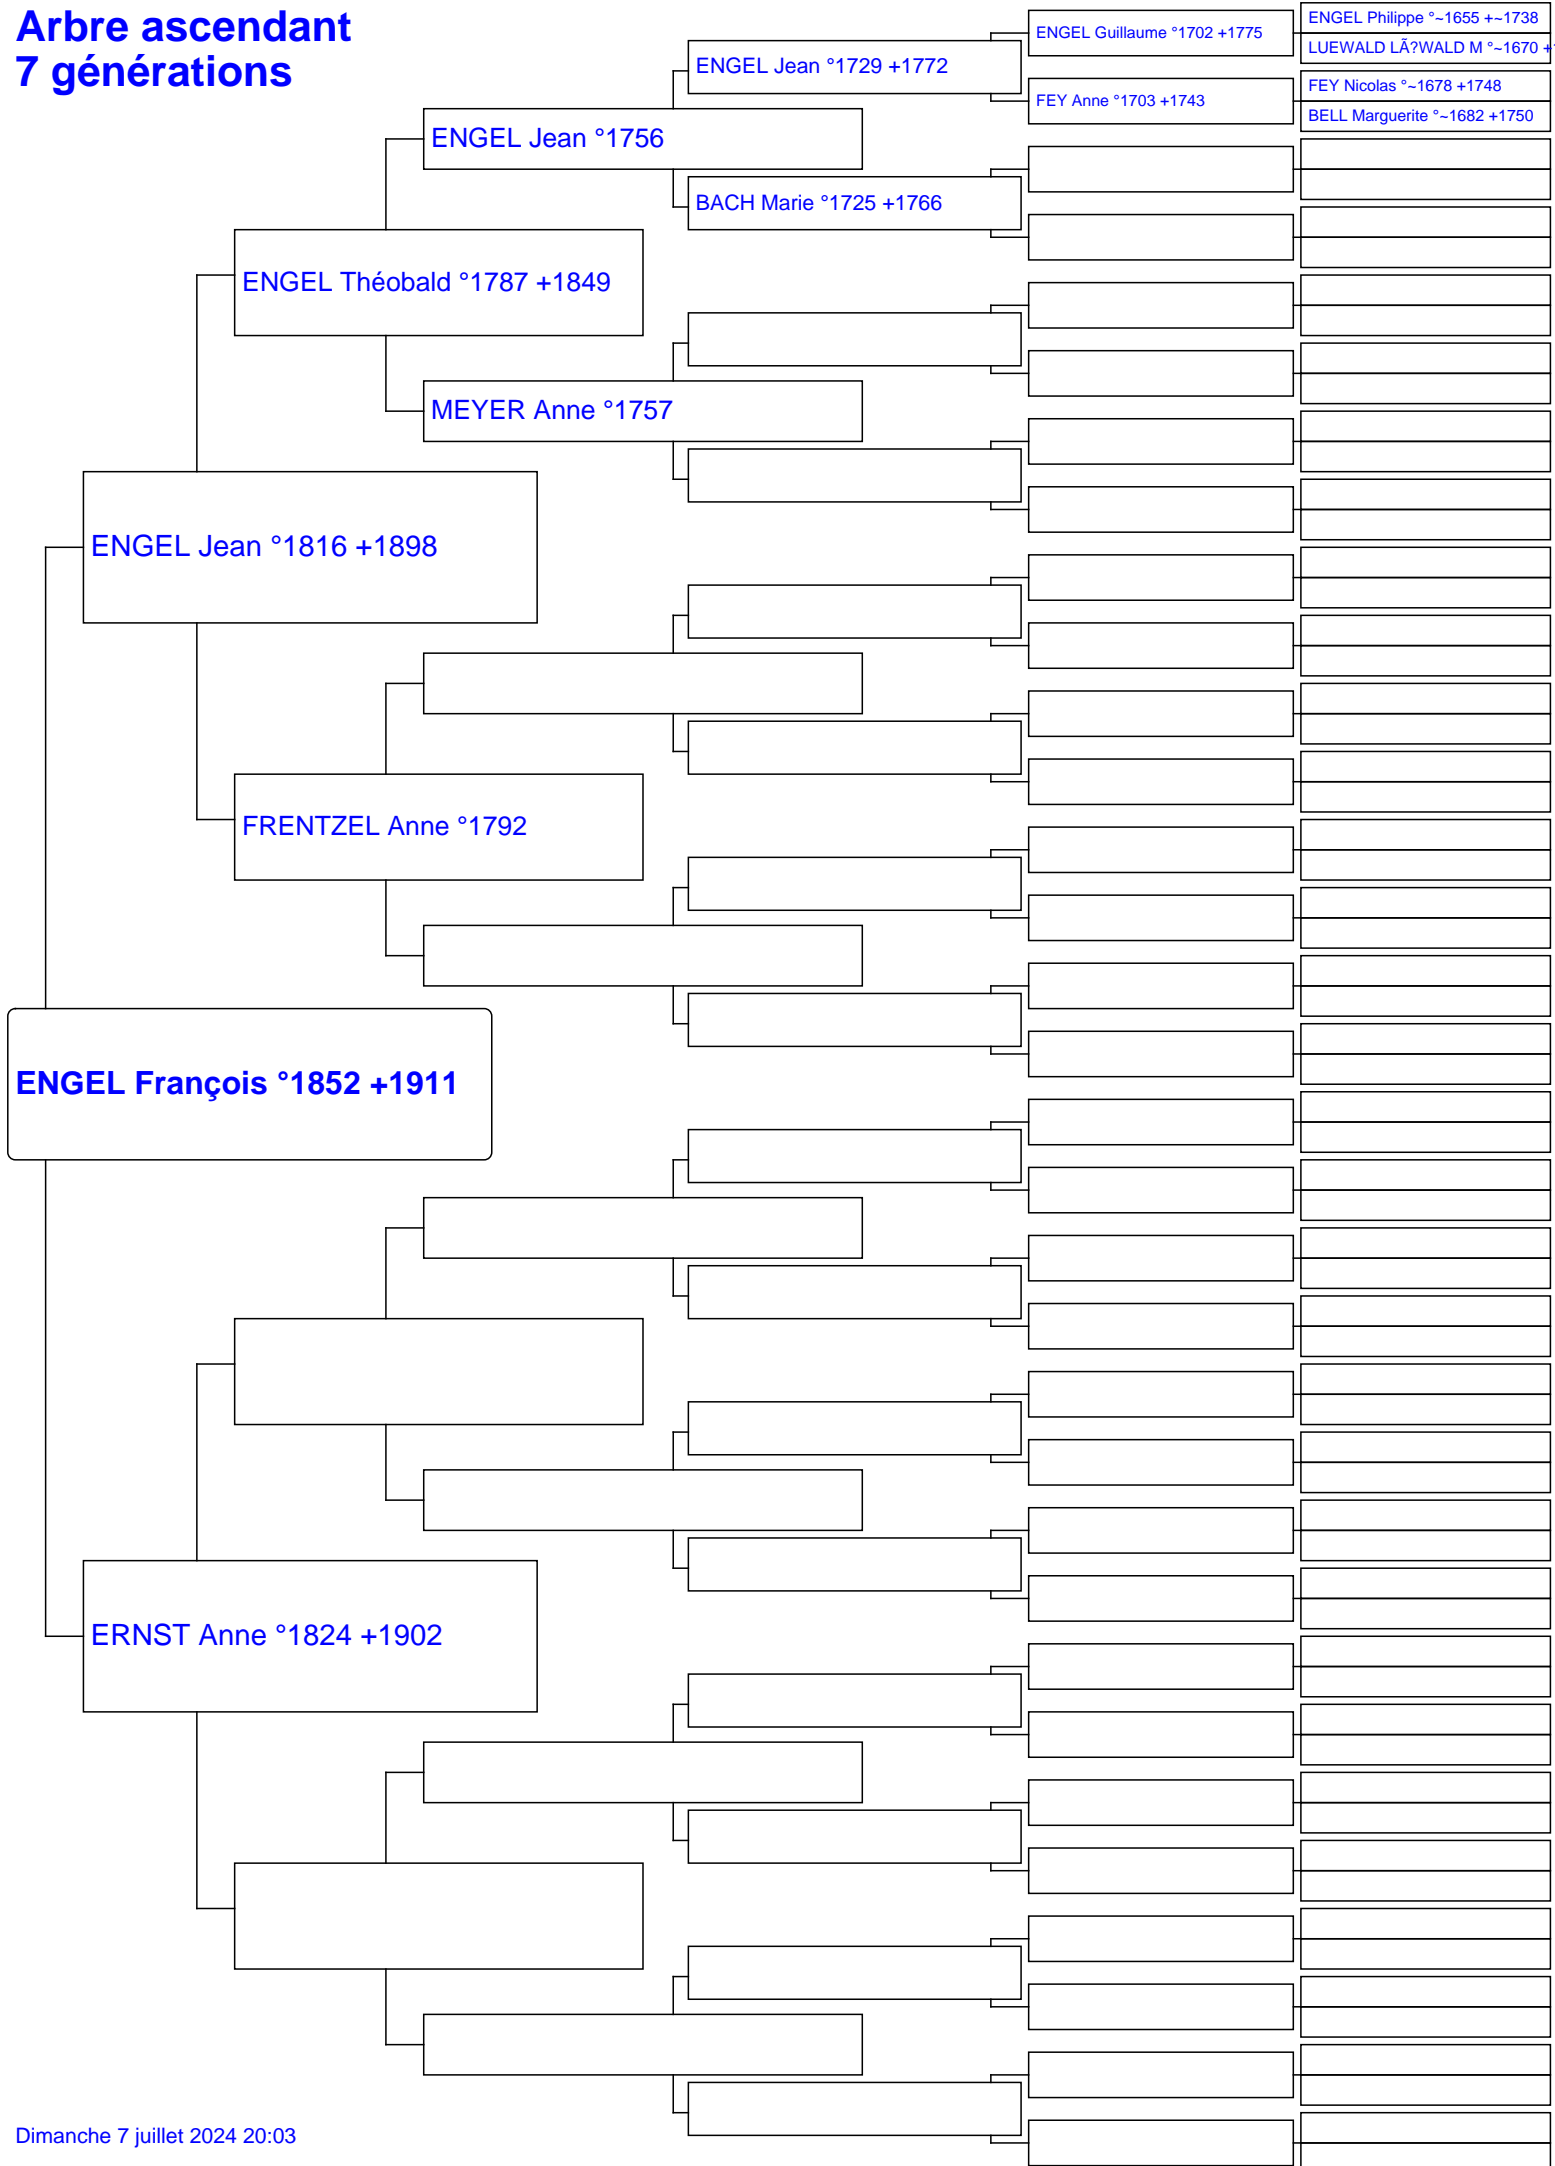 Arbre ascendant
7 générations
ENGEL Philippe °~1655 +~1738
ENGEL Guillaume °1702 +1775
LUEWALD LÃ?WALD M °~1670 +
ENGEL Jean °1729 +1772
FEY Nicolas °~1678 +1748
FEY Anne °1703 +1743
BELL Marguerite °~1682 +1750
ENGEL Jean °1756
BACH Marie °1725 +1766
ENGEL Théobald °1787 +1849
MEYER Anne °1757
ENGEL Jean °1816 +1898
FRENTZEL Anne °1792
ENGEL François °1852 +1911
ERNST Anne °1824 +1902
Dimanche 7 juillet 2024 20:03